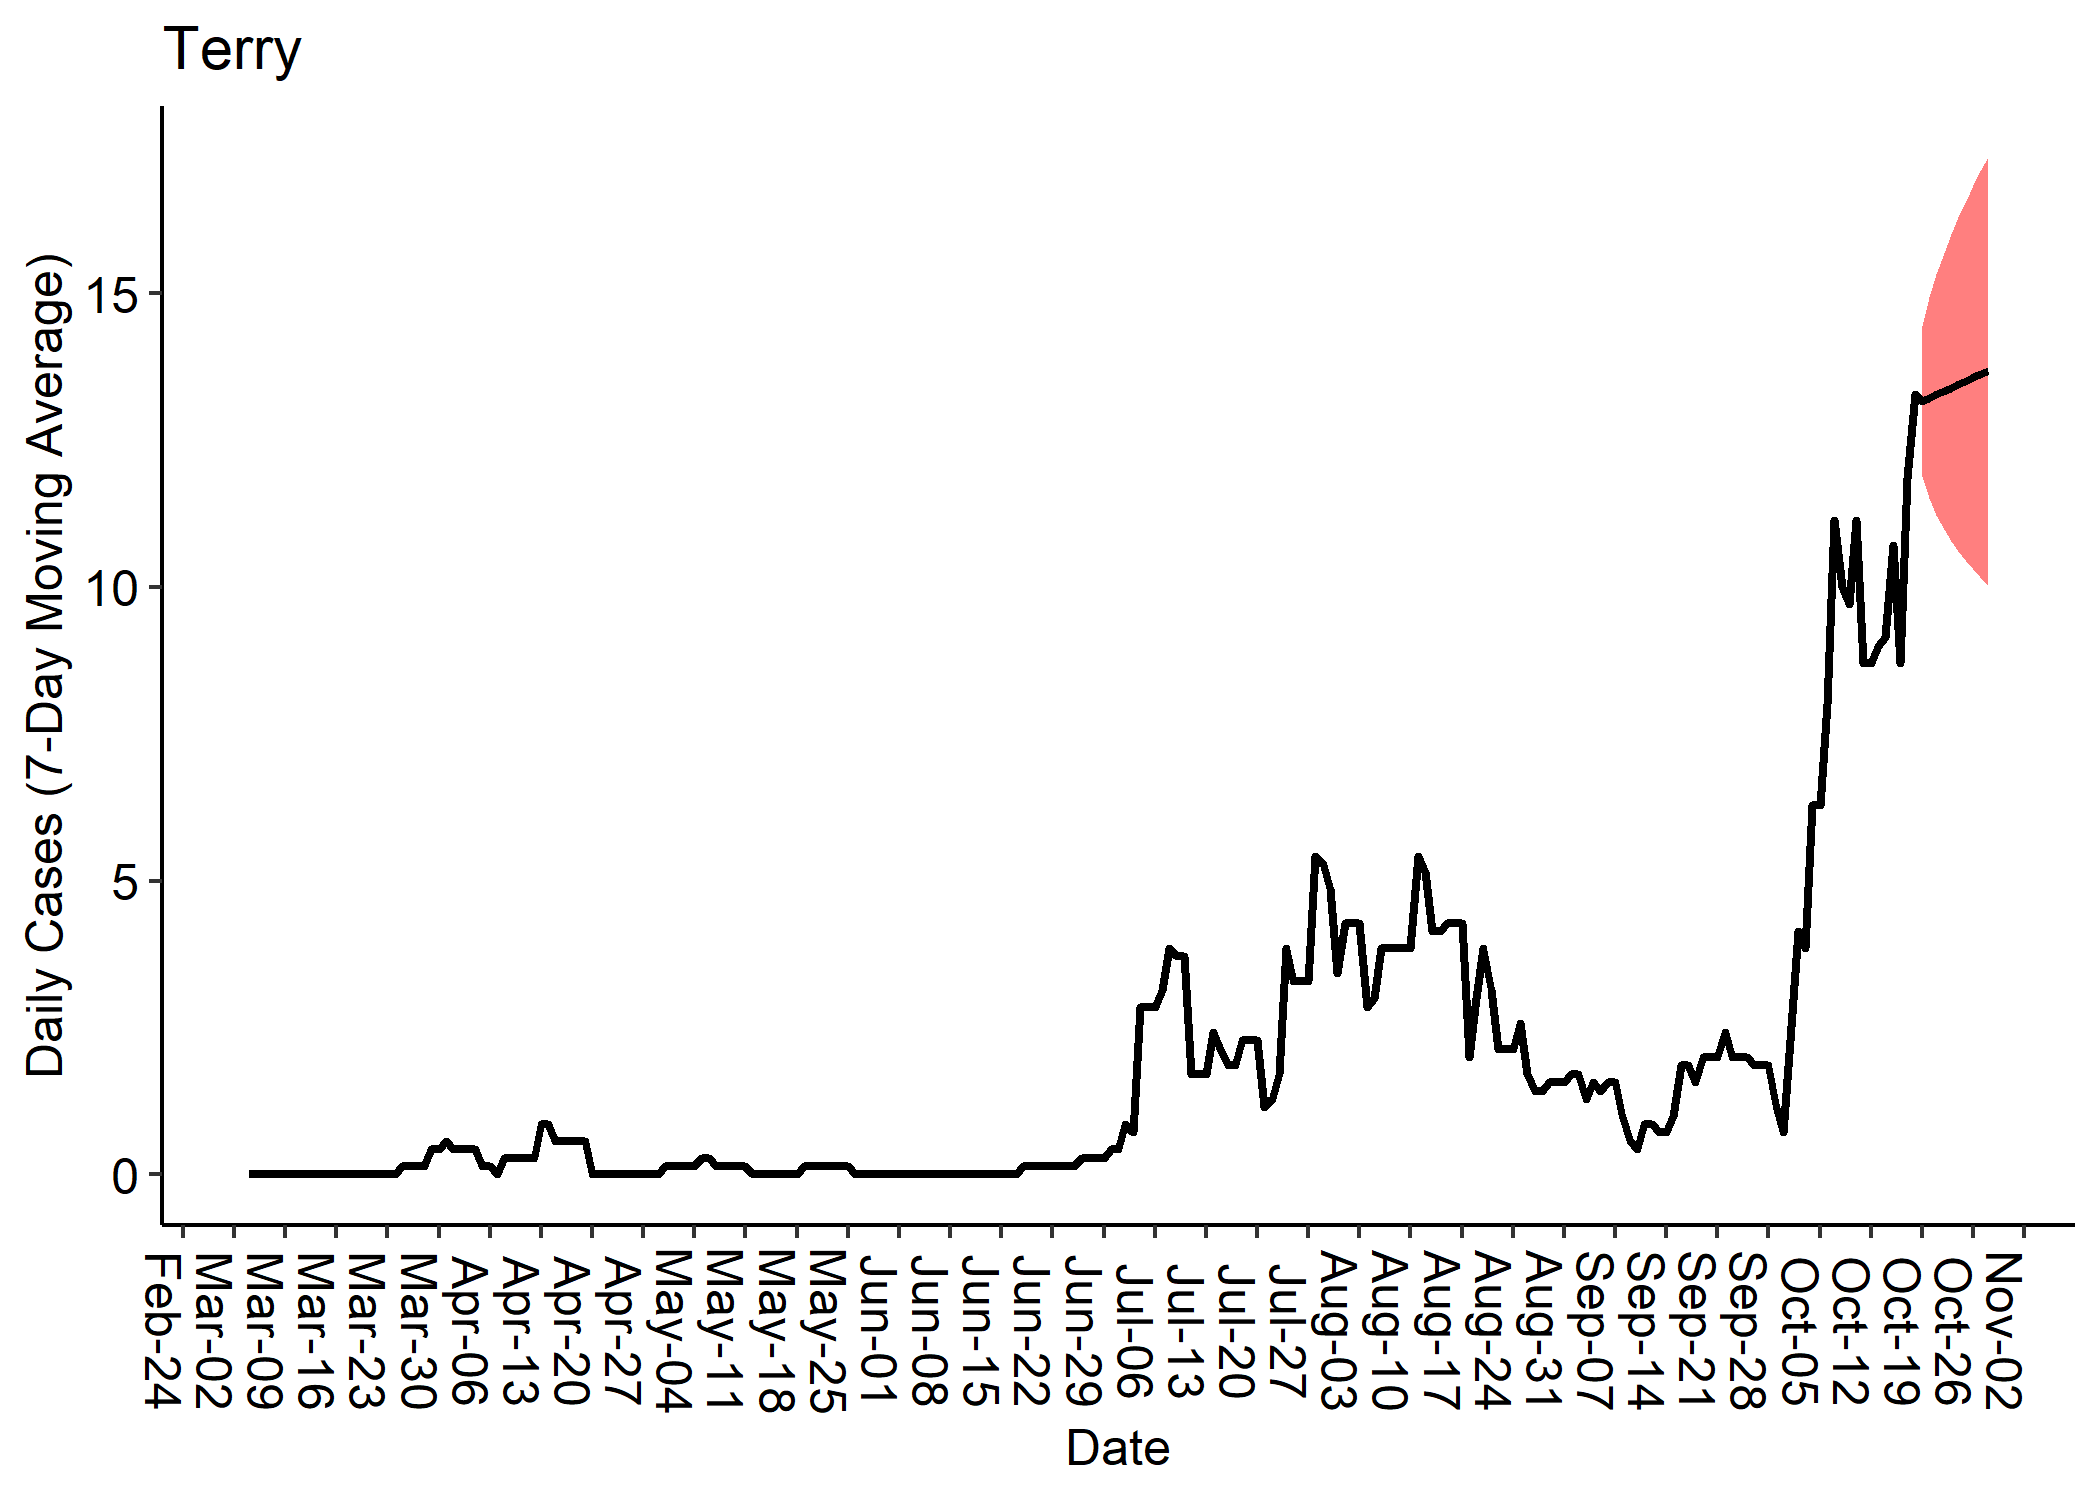 Terry
Daily Cases (7-Day Moving Average)
15
10
5
0
Feb-24
Mar-02
Mar-09
Mar-16
Mar-23
Mar-30
Apr-06
Apr-13
Apr-20
Apr-27
May-04
May-11
May-18
May-25
Jun-01
Jun-08
Jun-15
Jun-22
Jun-29
Jul-06
Jul-13
Jul-20
Jul-27
Aug-03
Aug-10
Aug-17
Aug-24
Aug-31
Sep-07
Sep-14
Sep-21
Sep-28
Oct-05
Oct-12
Oct-19
Oct-26
Nov-02
Date